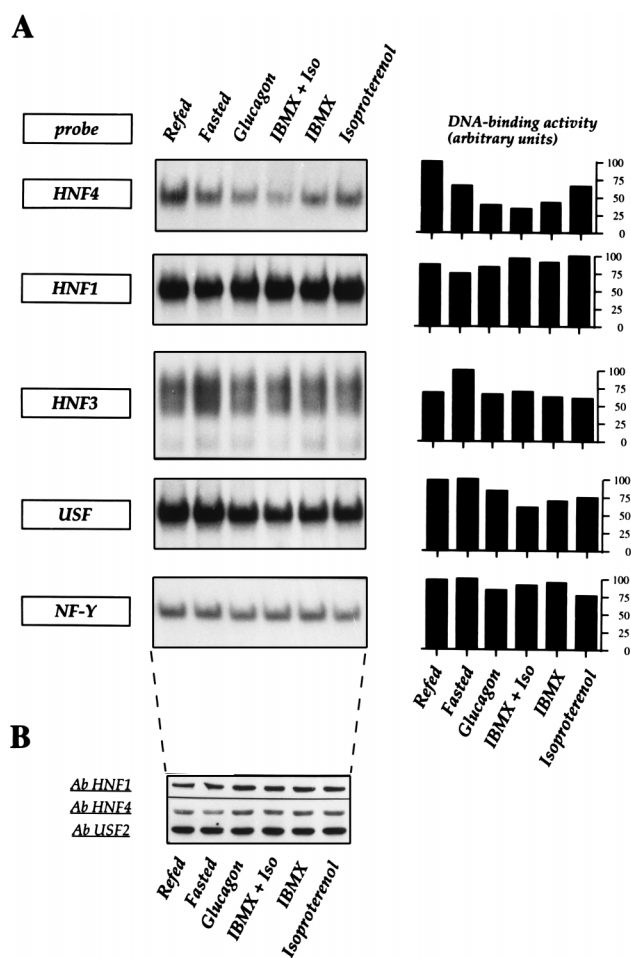 A
Refed
Fasted
Glucagon
IBMX + Iso
IBMX
Isoproterenol
probe
DNA-binding activity
(arbitrary units)
HNF4
100
75
50
25
0
HNF1
100
75
50
25
0
HNF3
100
75
50
25
0
USF
100
75
50
25
0
NF-Y
100
75
50
25
0
Refed
Fasted
Glucagon
IBMX + Iso
IBMX
Isoproterenol
B
Ab HNF1
Ab HNF4
Ab USF2
Refed
Fasted
Glucagon
IBMX + Iso
IBMX
Isoproterenol